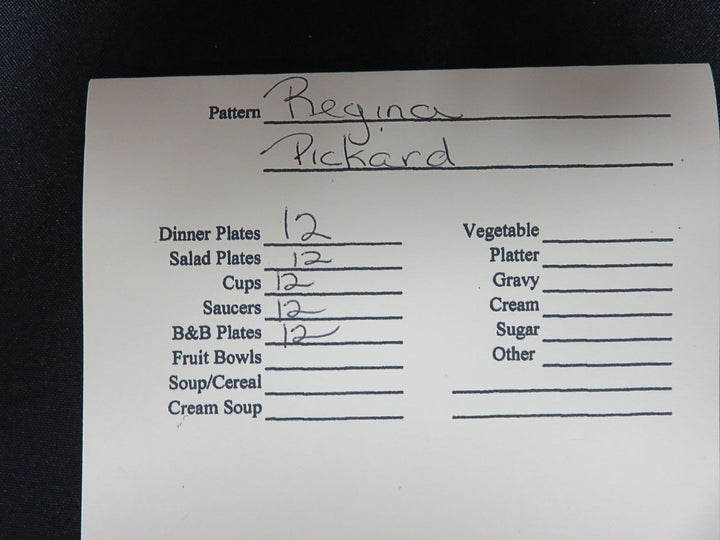 Pattern Regina
Pickard
Dinner Plates 12
Salad Plates 12
Cups 12
Saucers 12
B&B Plates 12
Fruit Bowls
Soup/Cereal
Cream Soup
Vegetable
Platter
Gravy
Cream
Sugar
Other